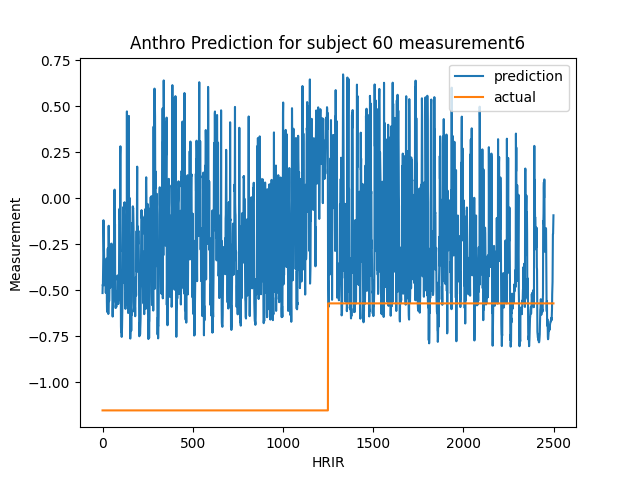 Anthro Prediction for subject 60 measurement6
prediction
actual
0.75
0.50
0.25
0.00
−0.25
−0.50
−0.75
−1.00
Measurement
0
500
1000
1500
2000
2500
HRIR